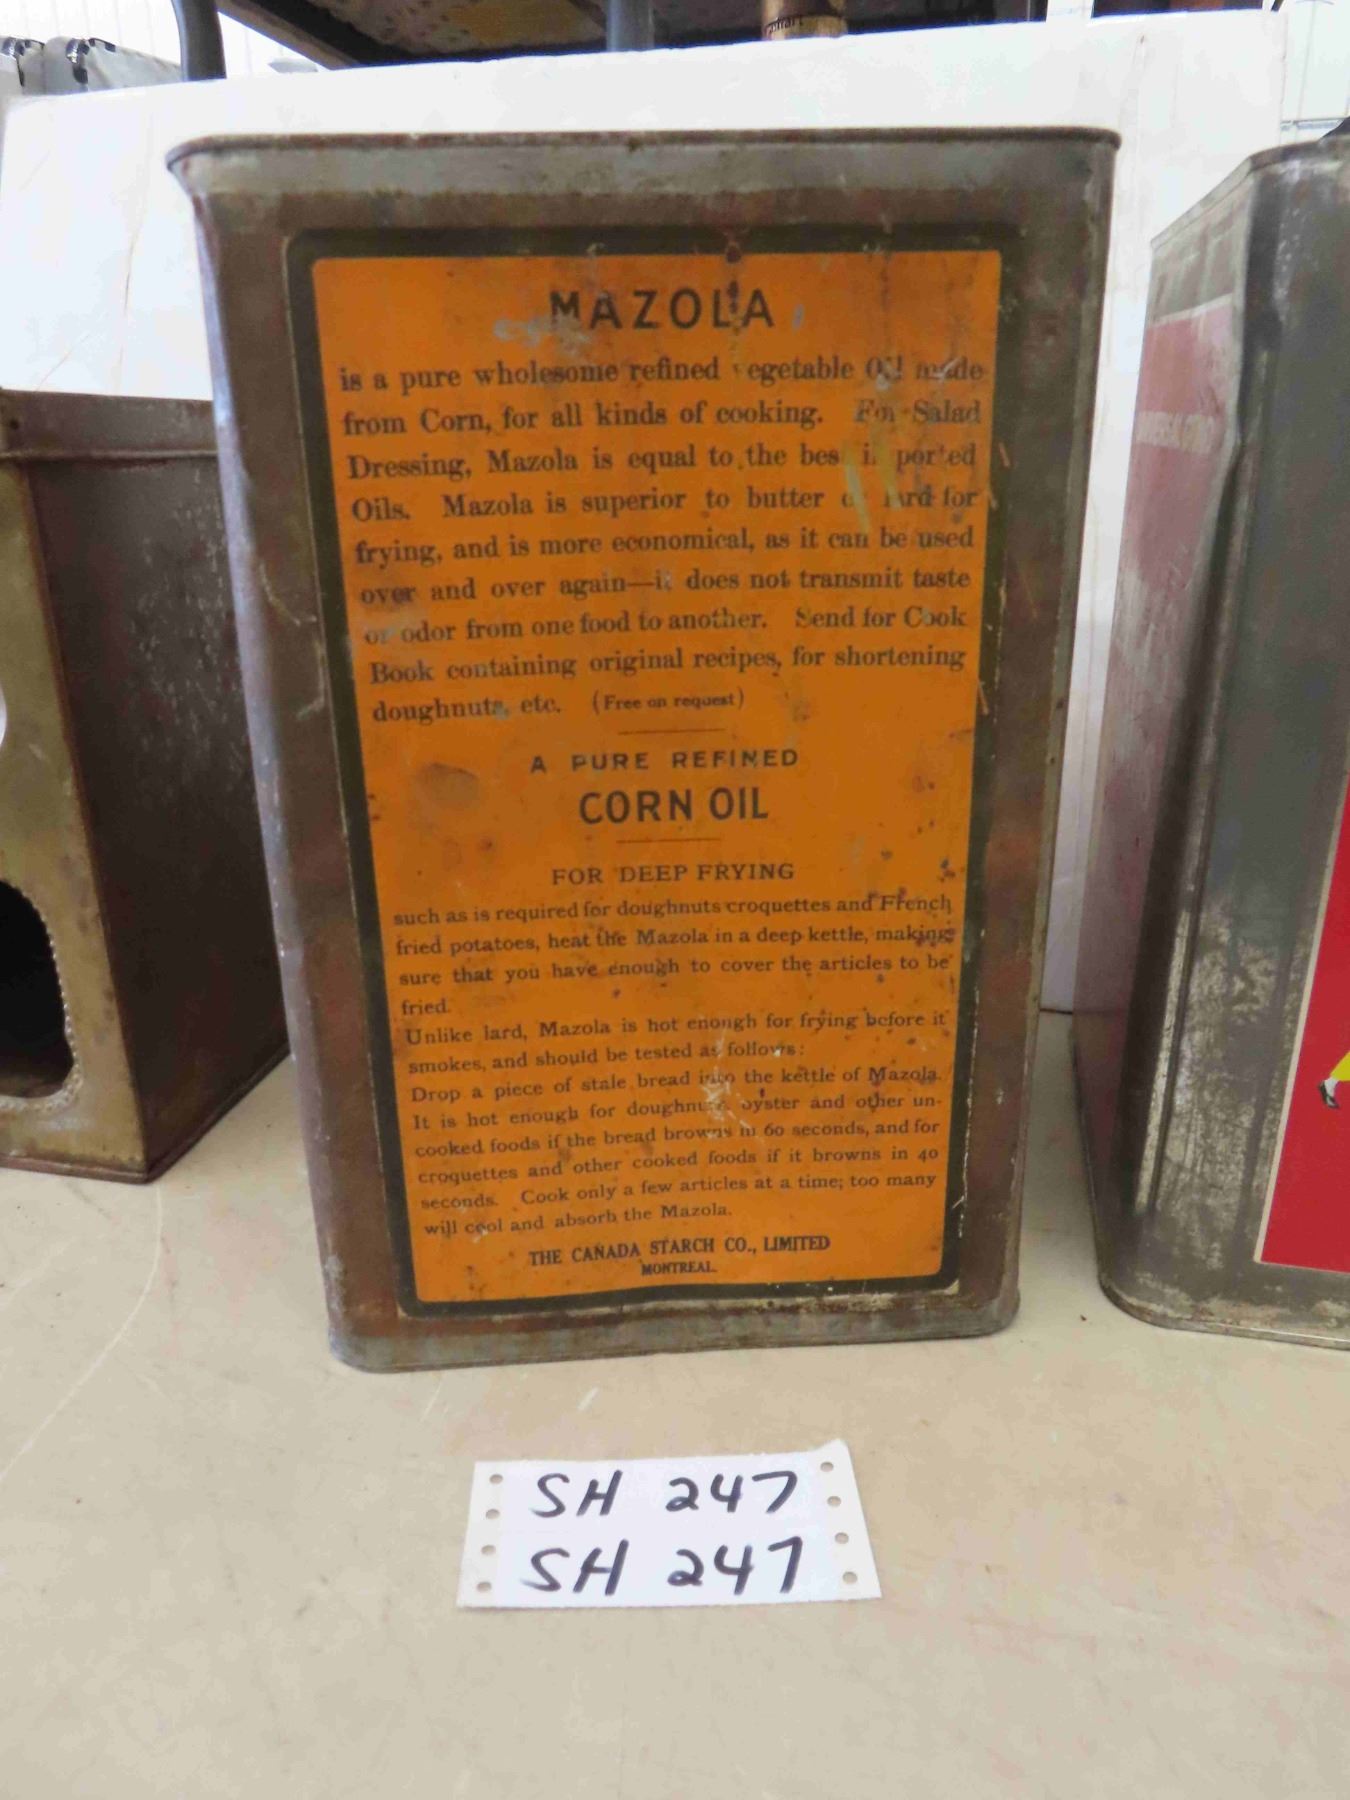 MAZOLA
is a pure wholesome refined vegetable Oil made
from Corn, for all kinds of cooking. For Salad
Dressing, Mazola is equal to the best imported
Oils. Mazola is superior to butter or lard for
frying, and is more economical, as it can be used
over and over again—it does not transmit taste
or odor from one food to another. Send for Cook
Book containing original recipes, for shortening
doughnuts, etc. (Free on request)
A PURE REFINED
CORN OIL
FOR DEEP FRYING
such as is required for doughnuts croquettes and French
fried potatoes, heat the Mazola in a deep kettle, making
sure that you have enough to cover the articles to be
fried.
Unlike lard, Mazola is hot enough for frying before it
smokes, and should be tested as follows:
Drop a piece of stale bread into the kettle of Mazola.
It is hot enough for doughnuts, oyster and other un-
cooked foods if the bread browns in 60 seconds, and for
croquettes and other cooked foods if it browns in 40
seconds. Cook only a few articles at a time; too many
will cool and absorb the Mazola.
THE CANADA STARCH CO., LIMITED
MONTREAL.
SH 247
SH 247